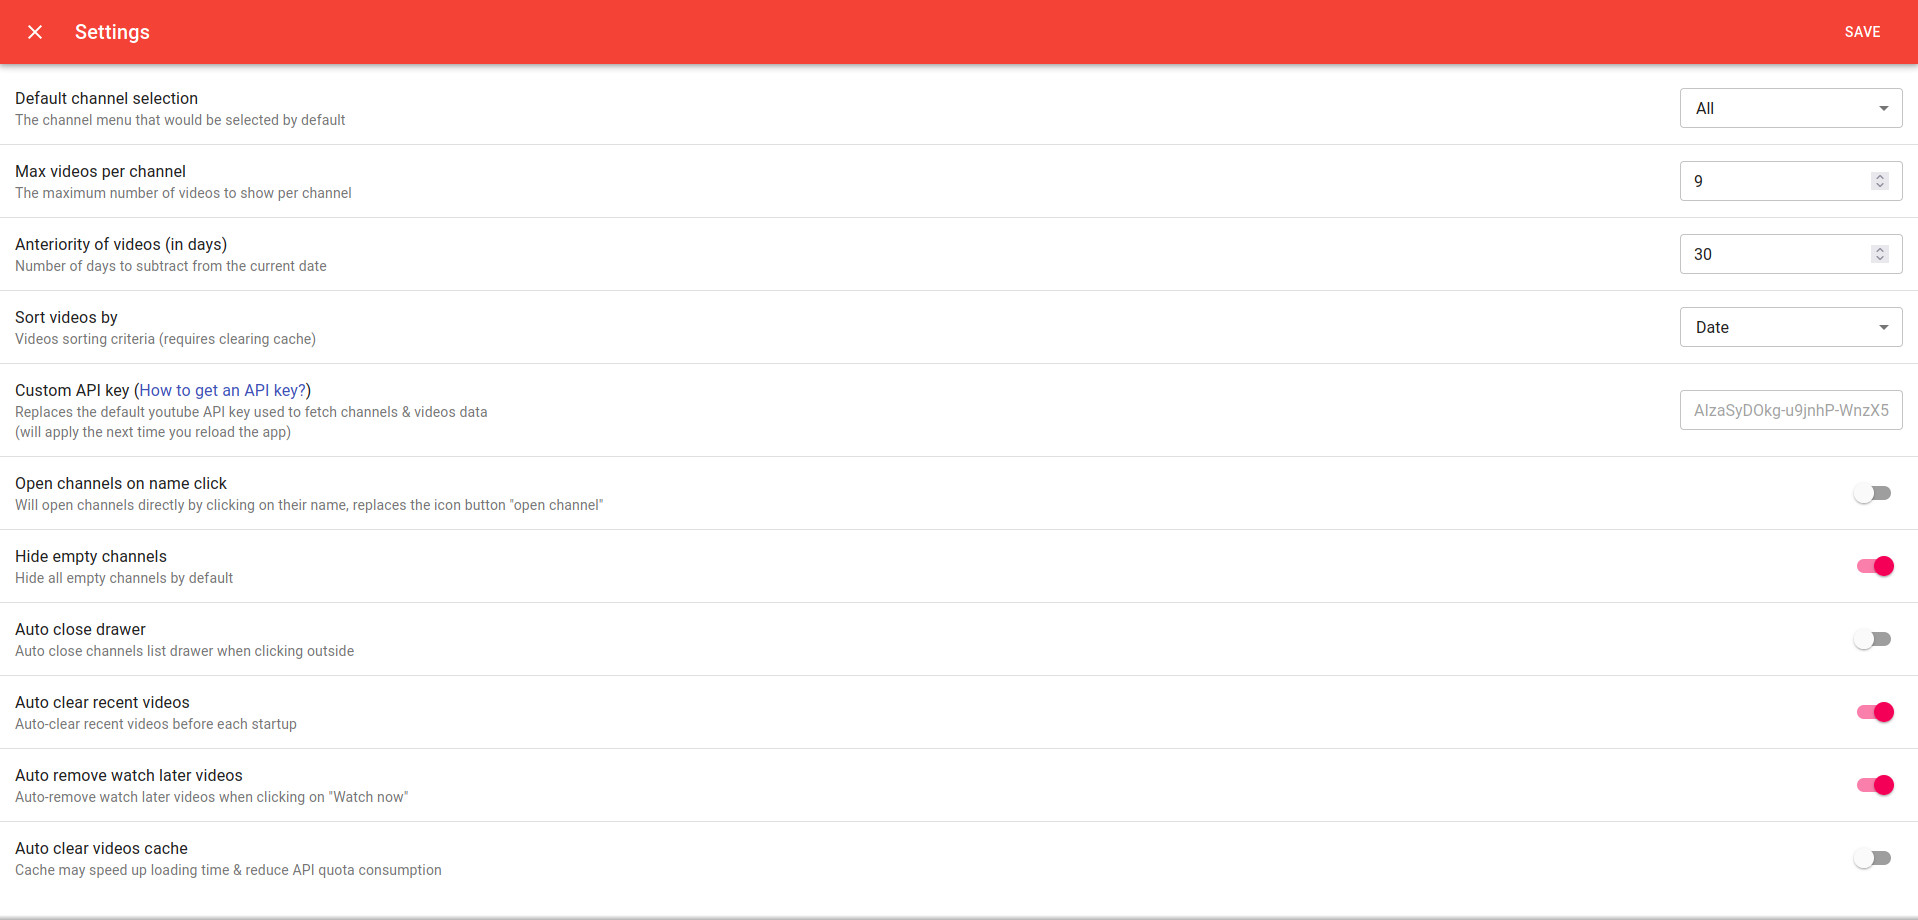 Settings
SAVE
Default channel selection
The channel menu that would be selected by default
All
Max videos per channel
The maximum number of videos to show per channel
9
Anteriority of videos (in days)
Number of days to subtract from the current date
30
Sort videos by
Videos sorting criteria (requires clearing cache)
Date
Custom API key (How to get an API key?)
Replaces the default youtube API key used to fetch channels & videos data
(will apply the next time you reload the app)
AIzaSyDOkg-u9jnhP-WnzX5
Open channels on name click
Will open channels directly by clicking on their name, replaces the icon button "open channel"
Hide empty channels
Hide all empty channels by default
Auto close drawer
Auto close channels list drawer when clicking outside
Auto clear recent videos
Auto-clear recent videos before each startup
Auto remove watch later videos
Auto-remove watch later videos when clicking on "Watch now"
Auto clear videos cache
Cache may speed up loading time & reduce API quota consumption